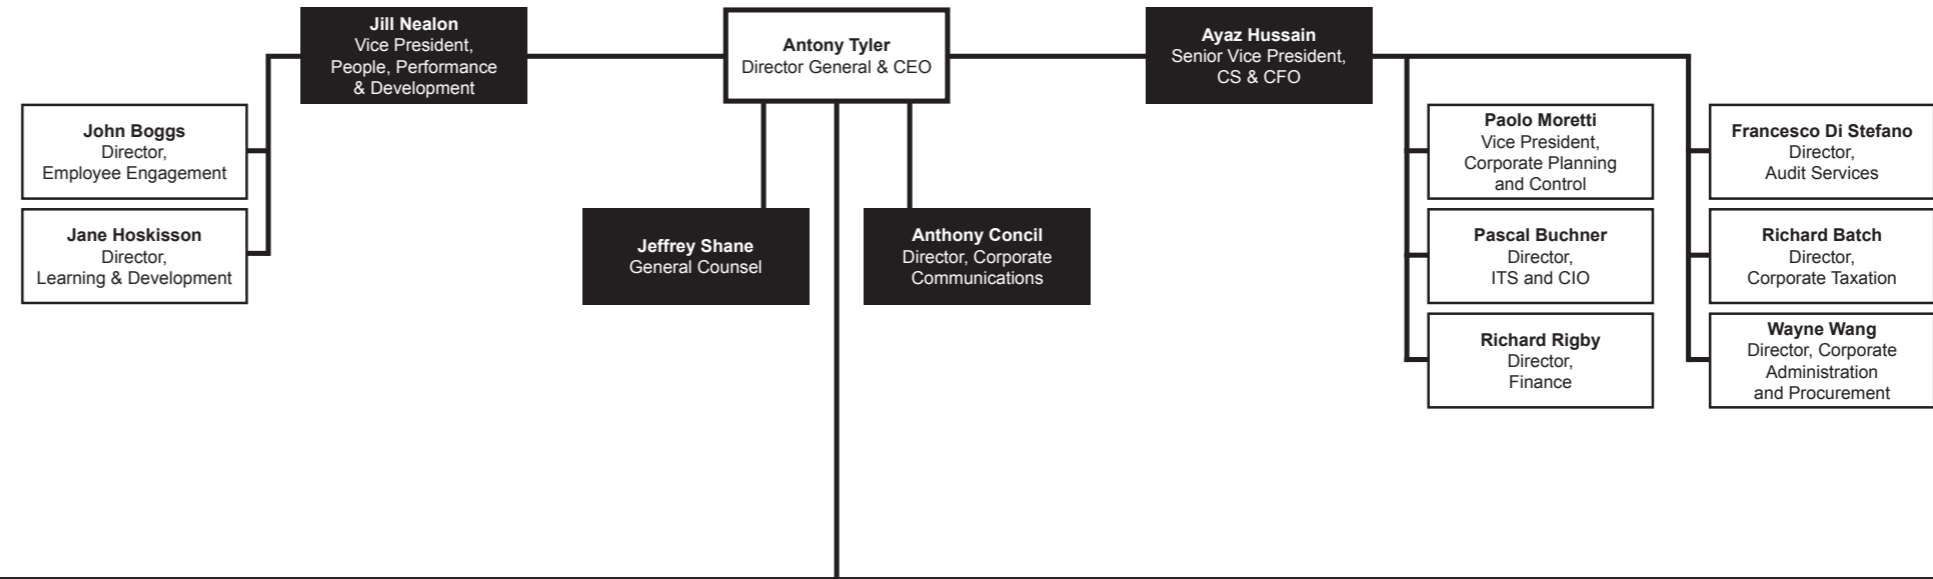 Jill Nealon
Vice President,
People, Performance
& Development
Antony Tyler
Director General & CEO
Ayaz Hussain
Senior Vice President,
CS & CFO
John Boggs
Director,
Employee Engagement
Jane Hoskisson
Director,
Learning & Development
Jeffrey Shane
General Counsel
Anthony Concil
Director, Corporate
Communications
Paolo Moretti
Vice President,
Corporate Planning
and Control
Pascal Buchner
Director,
ITS and CIO
Richard Rigby
Director,
Finance
Francesco Di Stefano
Director,
Audit Services
Richard Batch
Director,
Corporate Taxation
Wayne Wang
Director, Corporate
Administration
and Procurement